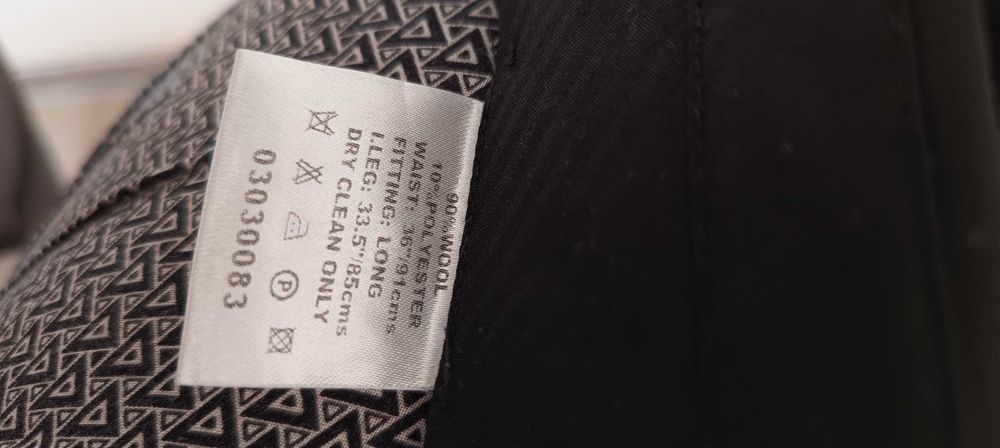 90%WOOL
10%POLYESTER
WAIST: 36"91cms
FITTING: LONG
I.LEG: 33.5"/85cms
DRY CLEAN ONLY
P
03030083